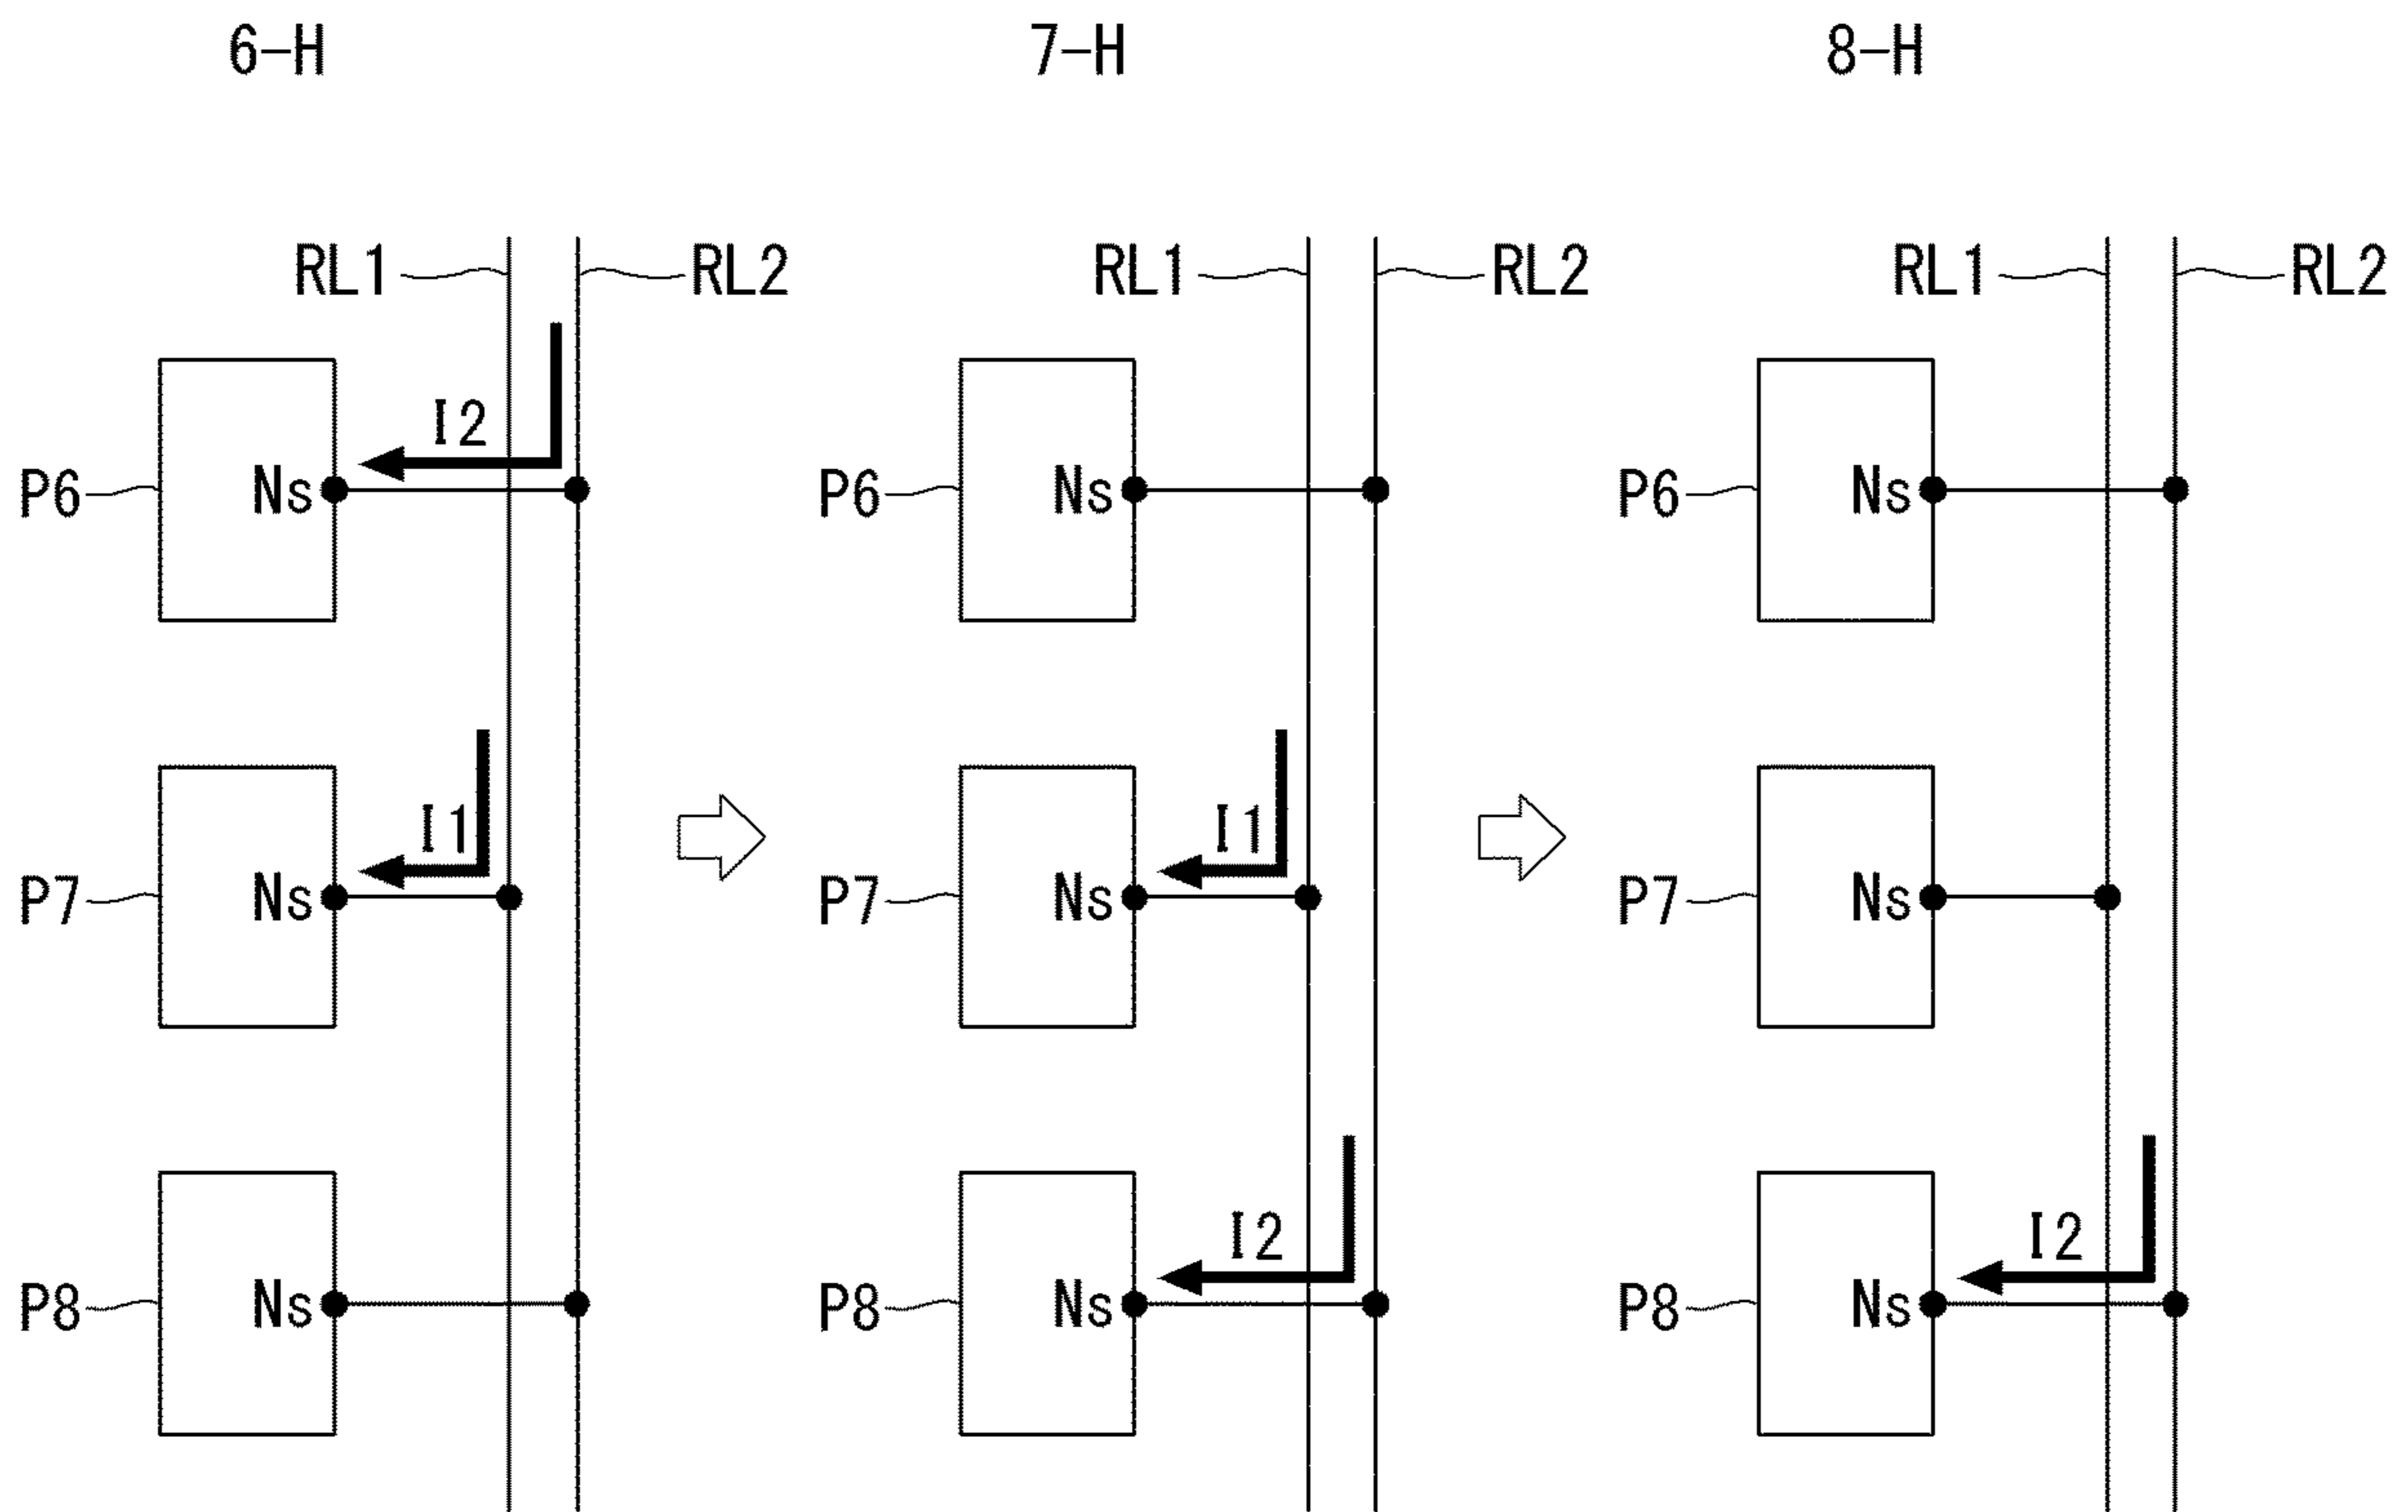 6-H 7-H 8-H
RL1 RL2 RL1 RL2 RL1 RL2
I2
P6 Ns P6 Ns P6 Ns
I1 I1
P7 Ns P7 Ns P7 Ns
I2 I2
P8 Ns P8 Ns P8 Ns